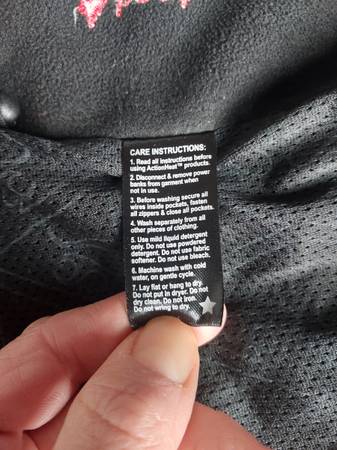 CARE INSTRUCTIONS:
1. Read all instructions before
using ActionHeat® products.
2. Disconnect & remove power
banks from garment when
not in use.
3. Before washing secure all
wires inside pockets, fasten
all zippers & close all pockets.
4. Wash separately from all
other pieces of clothing.
5. Use mild liquid detergent
only. Do not use powdered
detergent. Do not use fabric
softener. Do not use bleach.
6. Machine wash with cold
water, on gentle cycle.
7. Lay flat or hang to dry.
Do not put in dryer. Do not
dry clean. Do not iron.
Do not wring to dry.